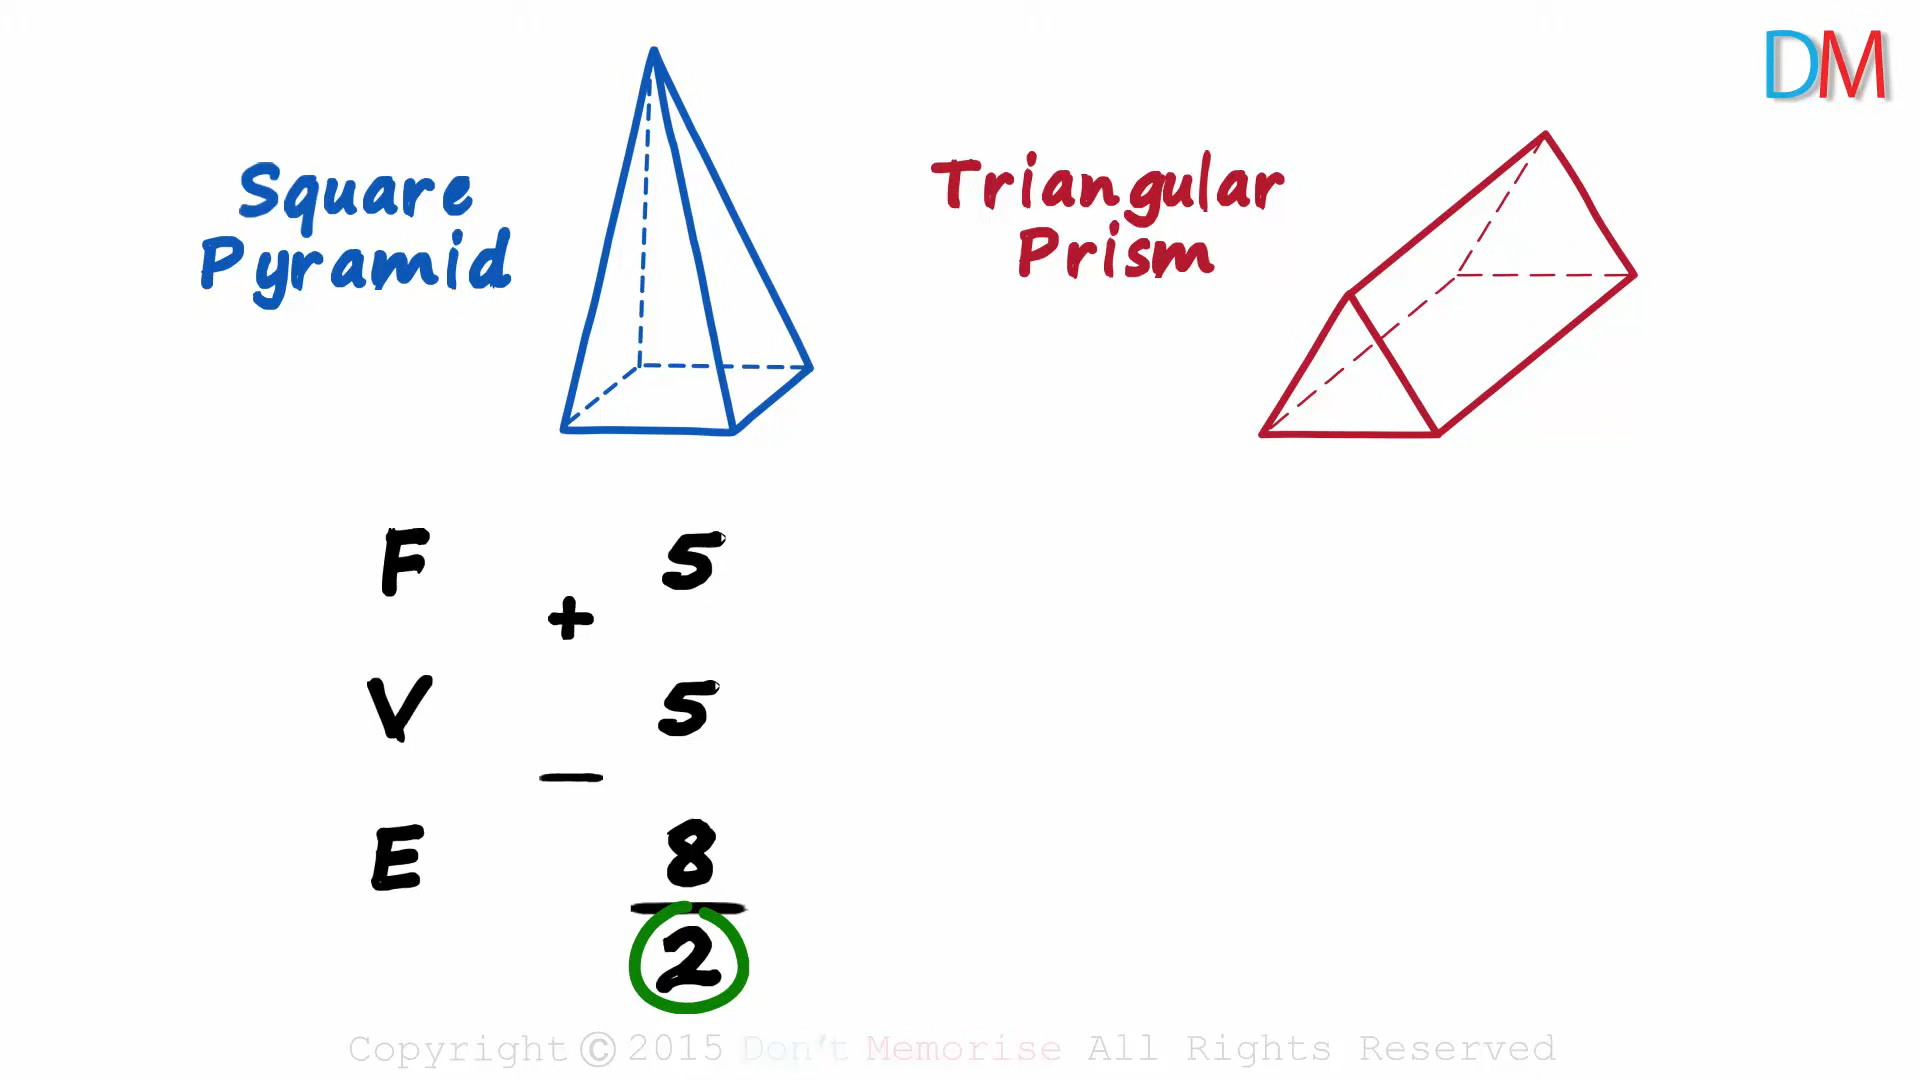 DM
Square
Pyramid
Triangular
Prism
F 5
+
V 5
—
E 8
2
Copyright © 2015 Don't Memorise All Rights Reserved